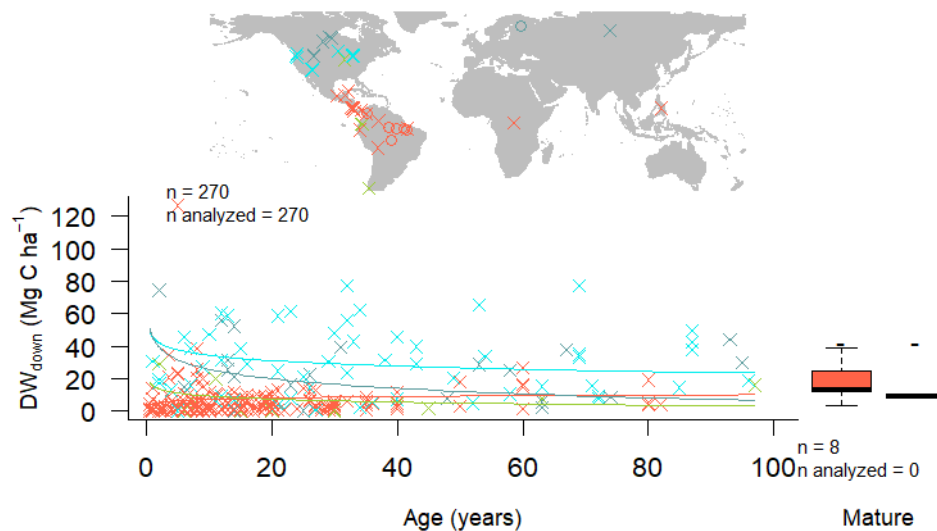 n = 270
n analyzed = 270
DW_down (Mg C ha⁻¹)
120
100
80
60
40
20
0
0 20 40 60 80 100
Age (years)
- -
n = 8
n analyzed = 0
Mature